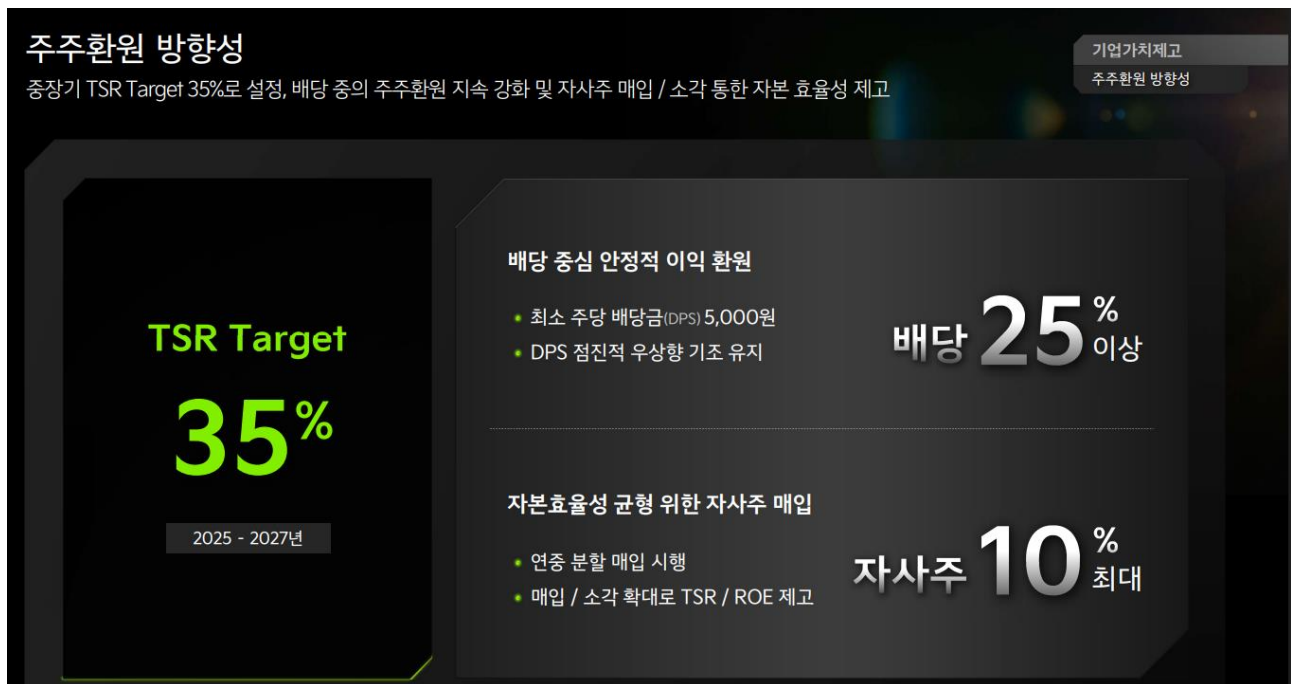 주주환원 방향성
중장기 TSR Target 35%로 설정, 배당 중의 주주환원 지속 강화 및 자사주 매입 / 소각 통한 자본 효율성 제고
기업가치제고
주주환원 방향성
TSR Target
35%
2025 - 2027년
배당 중심 안정적 이익 환원
• 최소 주당 배당금(DPS) 5,000원
• DPS 점진적 우상향 기조 유지
배당 25% 이상
자본효율성 균형 위한 자사주 매입
• 연중 분할 매입 시행
• 매입 / 소각 확대로 TSR / ROE 제고
자사주 10% 최대